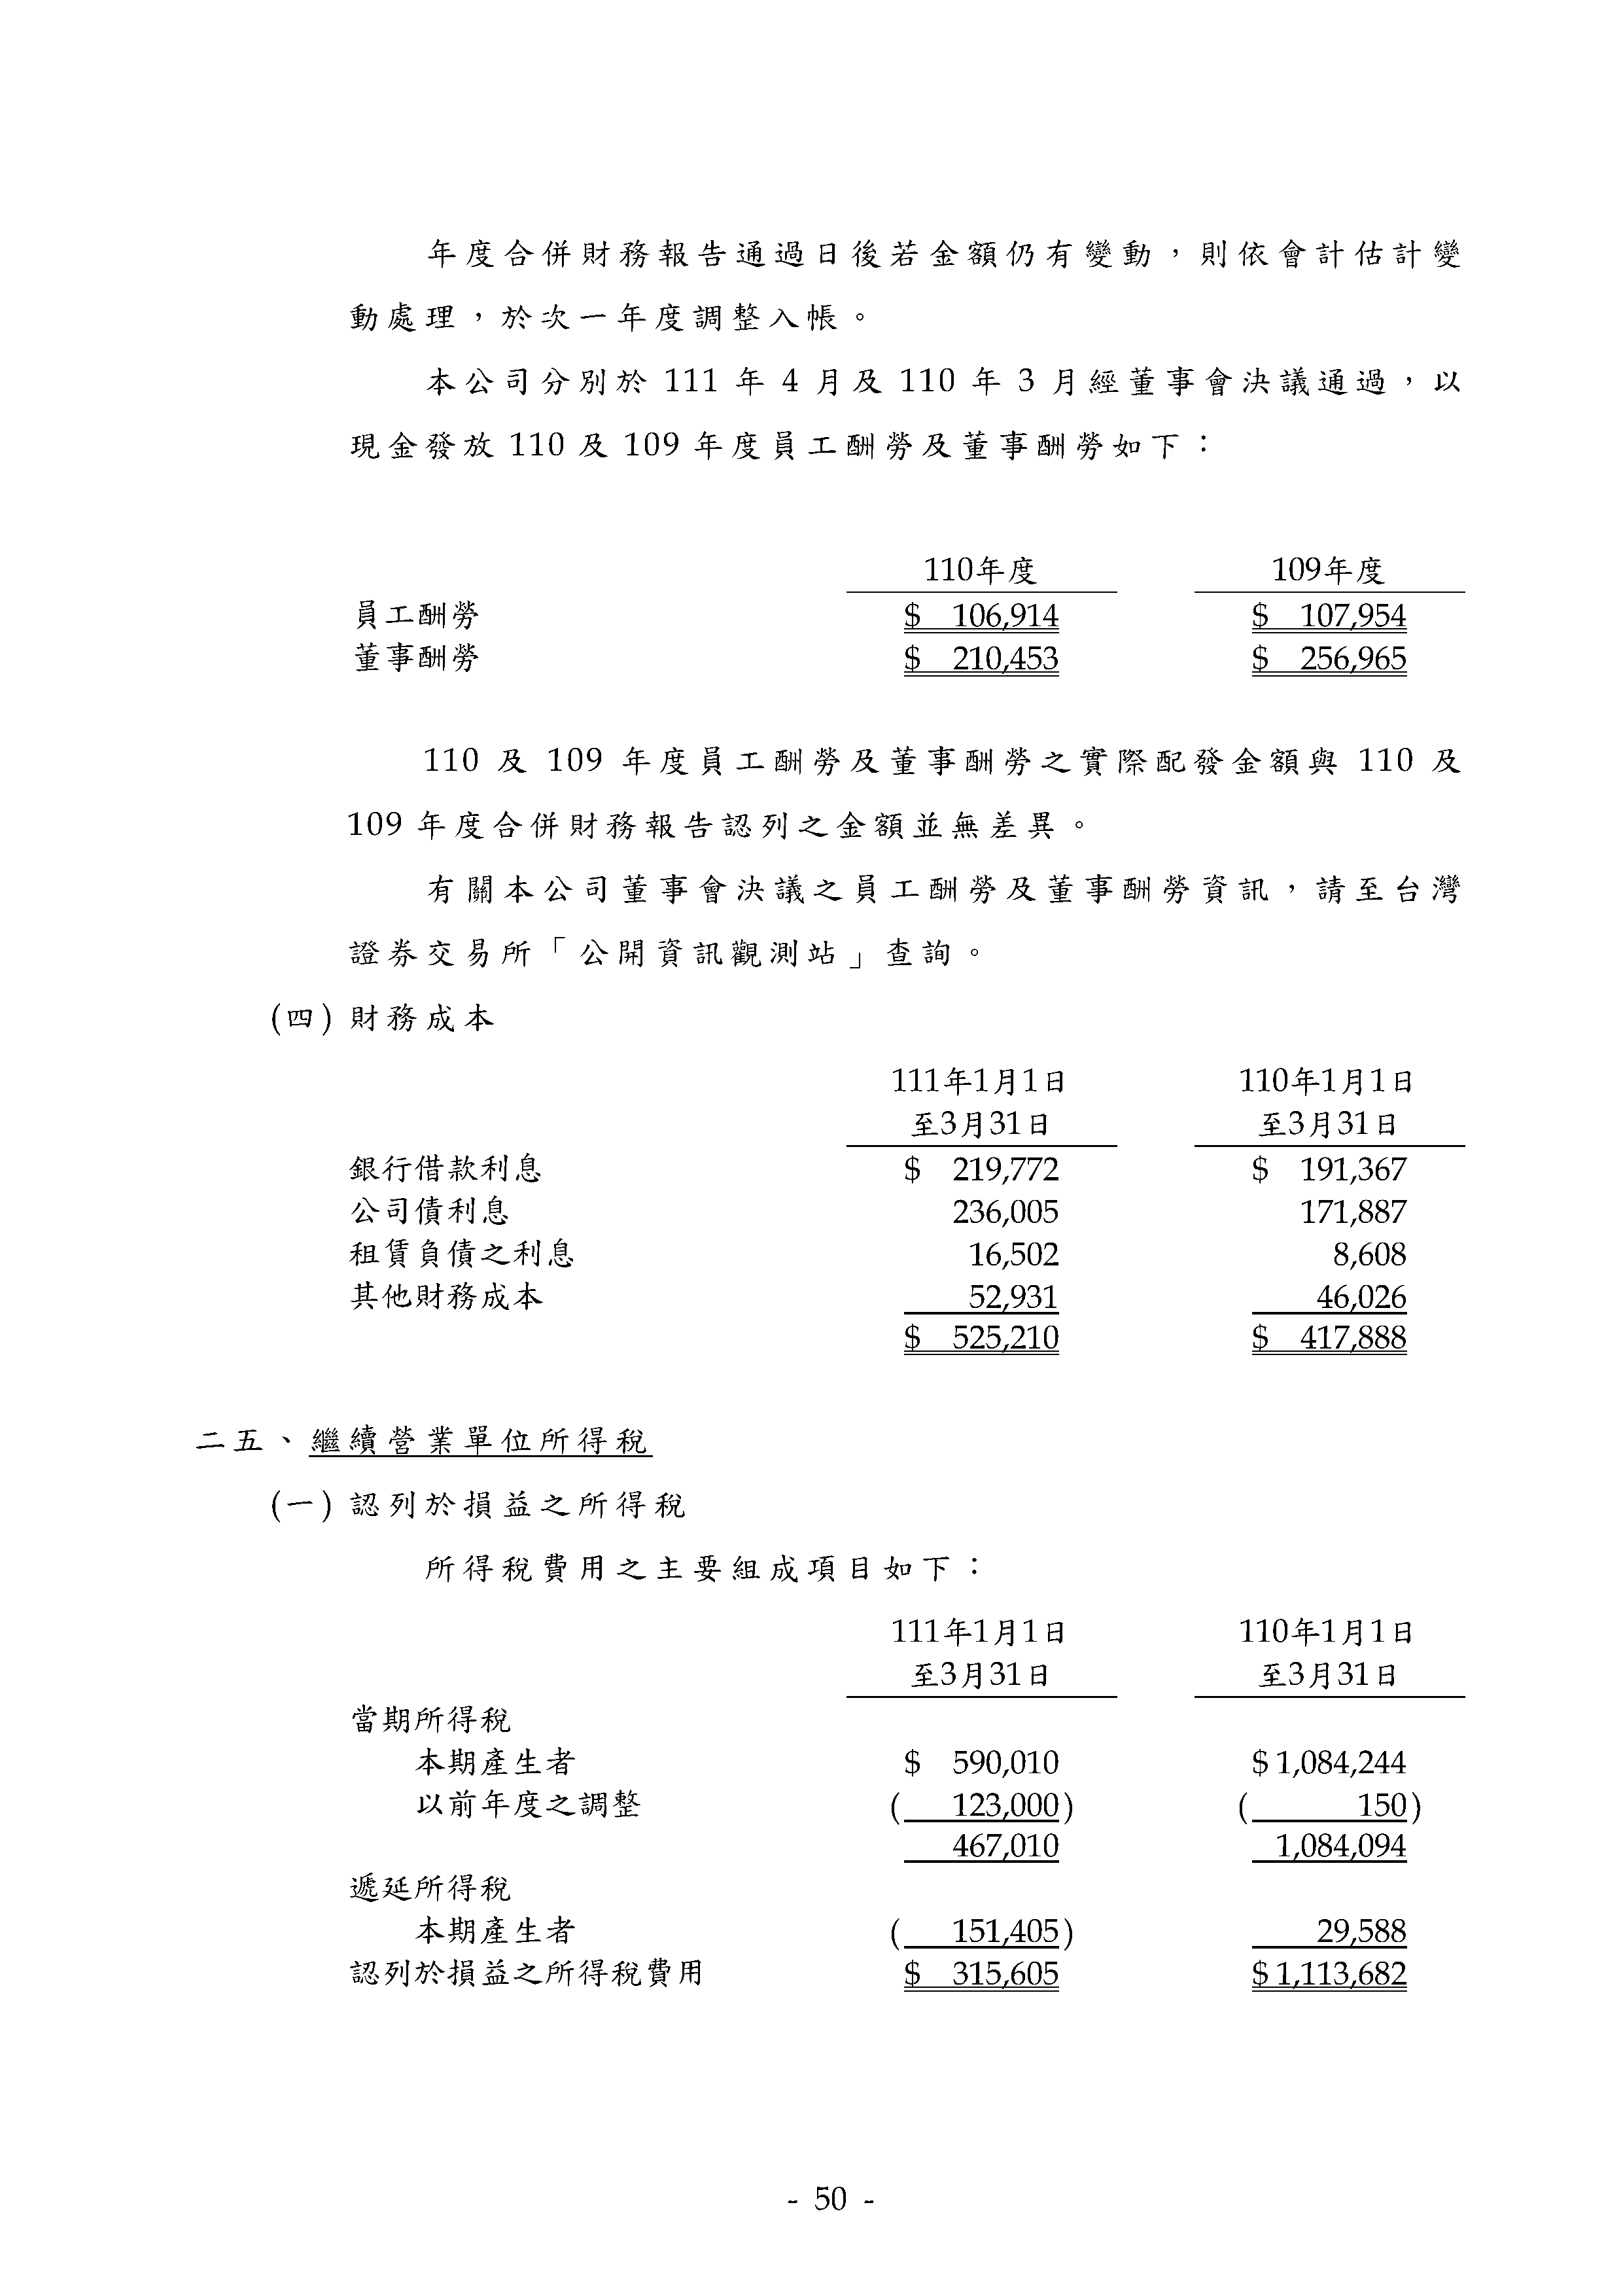 年度合併財務報告通過日後若金額仍有變動，則依會計估計變
動處理，於次一年度調整入帳。
本公司分別於 111 年 4 月及 110 年 3 月經董事會決議通過，以
現金發放 110 及 109 年度員工酬勞及董事酬勞如下：
110年度 109年度
員工酬勞 $ 106,914 $ 107,954
董事酬勞 $ 210,453 $ 256,965
110 及 109 年度員工酬勞及董事酬勞之實際配發金額與 110 及
109 年度合併財務報告認列之金額並無差異。
有關本公司董事會決議之員工酬勞及董事酬勞資訊，請至台灣
證券交易所「公開資訊觀測站」查詢。
(四) 財務成本
111年1月1日 110年1月1日
至3月31日 至3月31日
銀行借款利息 $ 219,772 $ 191,367
公司債利息 236,005 171,887
租賃負債之利息 16,502 8,608
其他財務成本 52,931 46,026
$ 525,210 $ 417,888
二五、繼續營業單位所得稅
(一) 認列於損益之所得稅
所得稅費用之主要組成項目如下：
111年1月1日 110年1月1日
至3月31日 至3月31日
當期所得稅
本期產生者 $ 590,010 $ 1,084,244
以前年度之調整 ( 123,000) ( 150)
467,010 1,084,094
遞延所得稅
本期產生者 ( 151,405) 29,588
認列於損益之所得稅費用 $ 315,605 $ 1,113,682
- 50 -